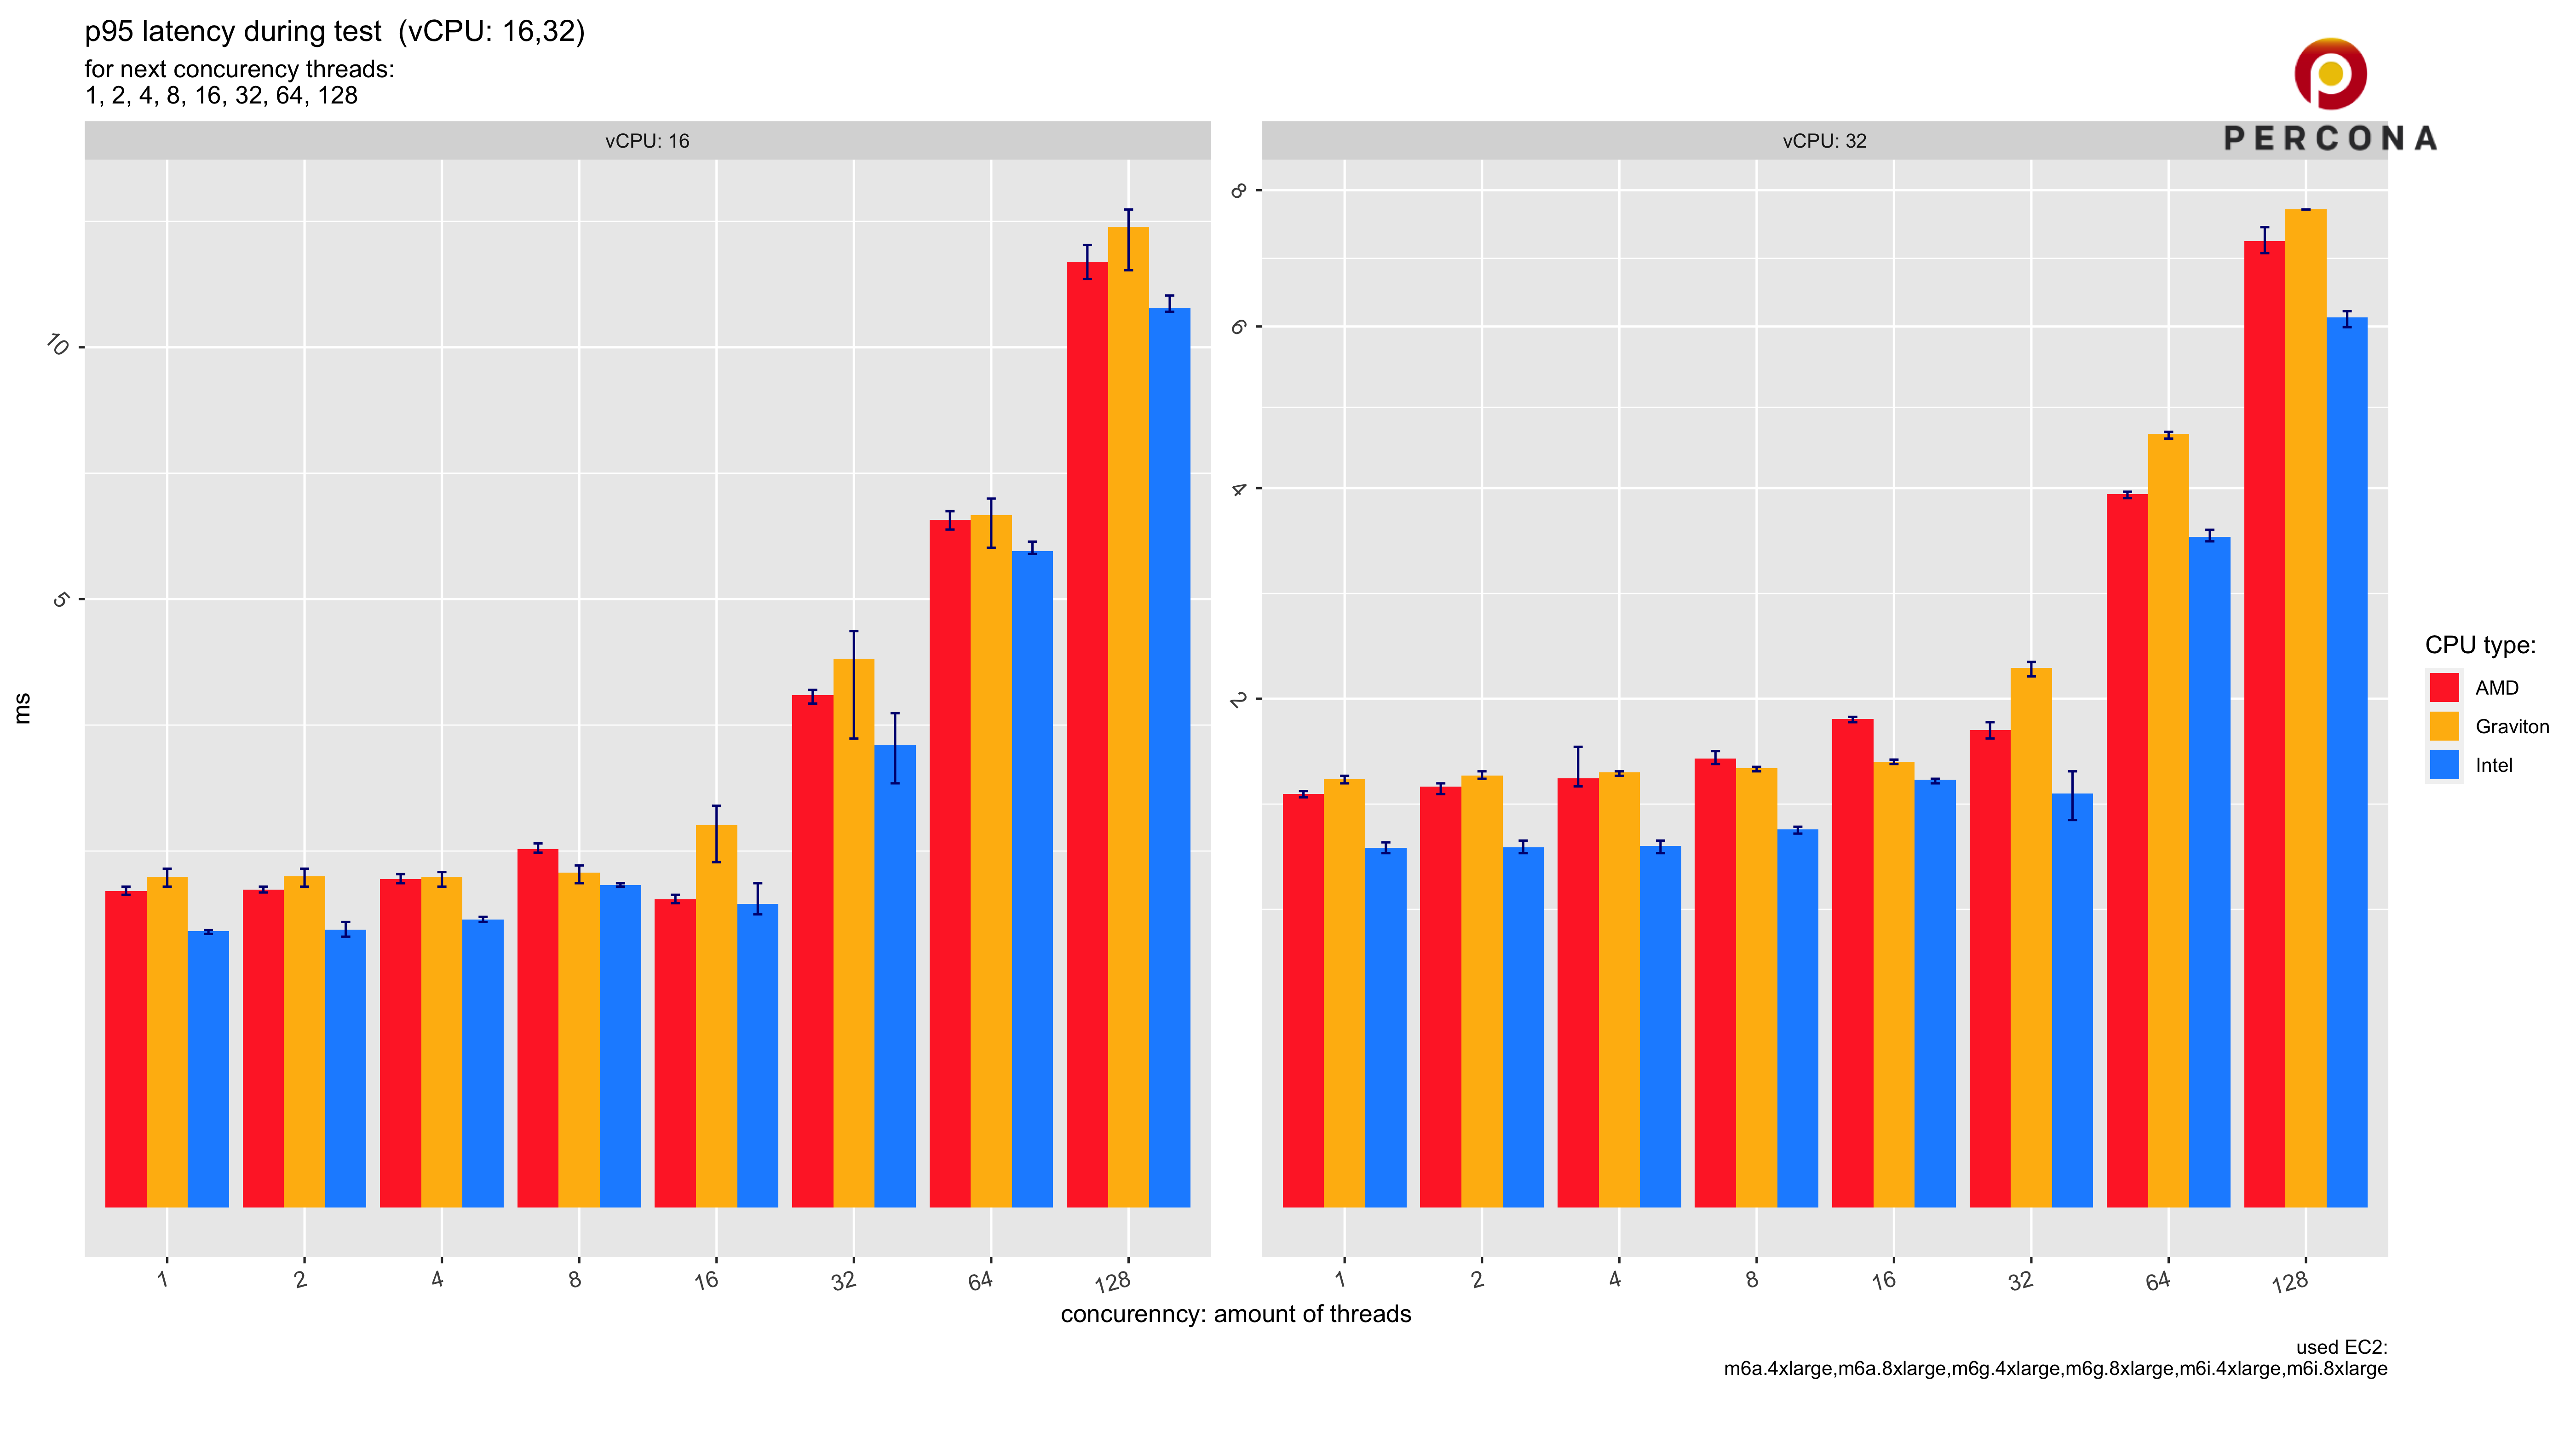 p95 latency during test  (vCPU: 16,32)
for next concurency threads:
1, 2, 4, 8, 16, 32, 64, 128
PERCONA
vCPU: 16
vCPU: 32
10
5
8
6
4
2
ms
1 2 4 8 16 32 64 128
1 2 4 8 16 32 64 128
concurenncy: amount of threads
CPU type:
AMD
Graviton
Intel
used EC2:
m6a.4xlarge,m6a.8xlarge,m6g.4xlarge,m6g.8xlarge,m6i.4xlarge,m6i.8xlarge